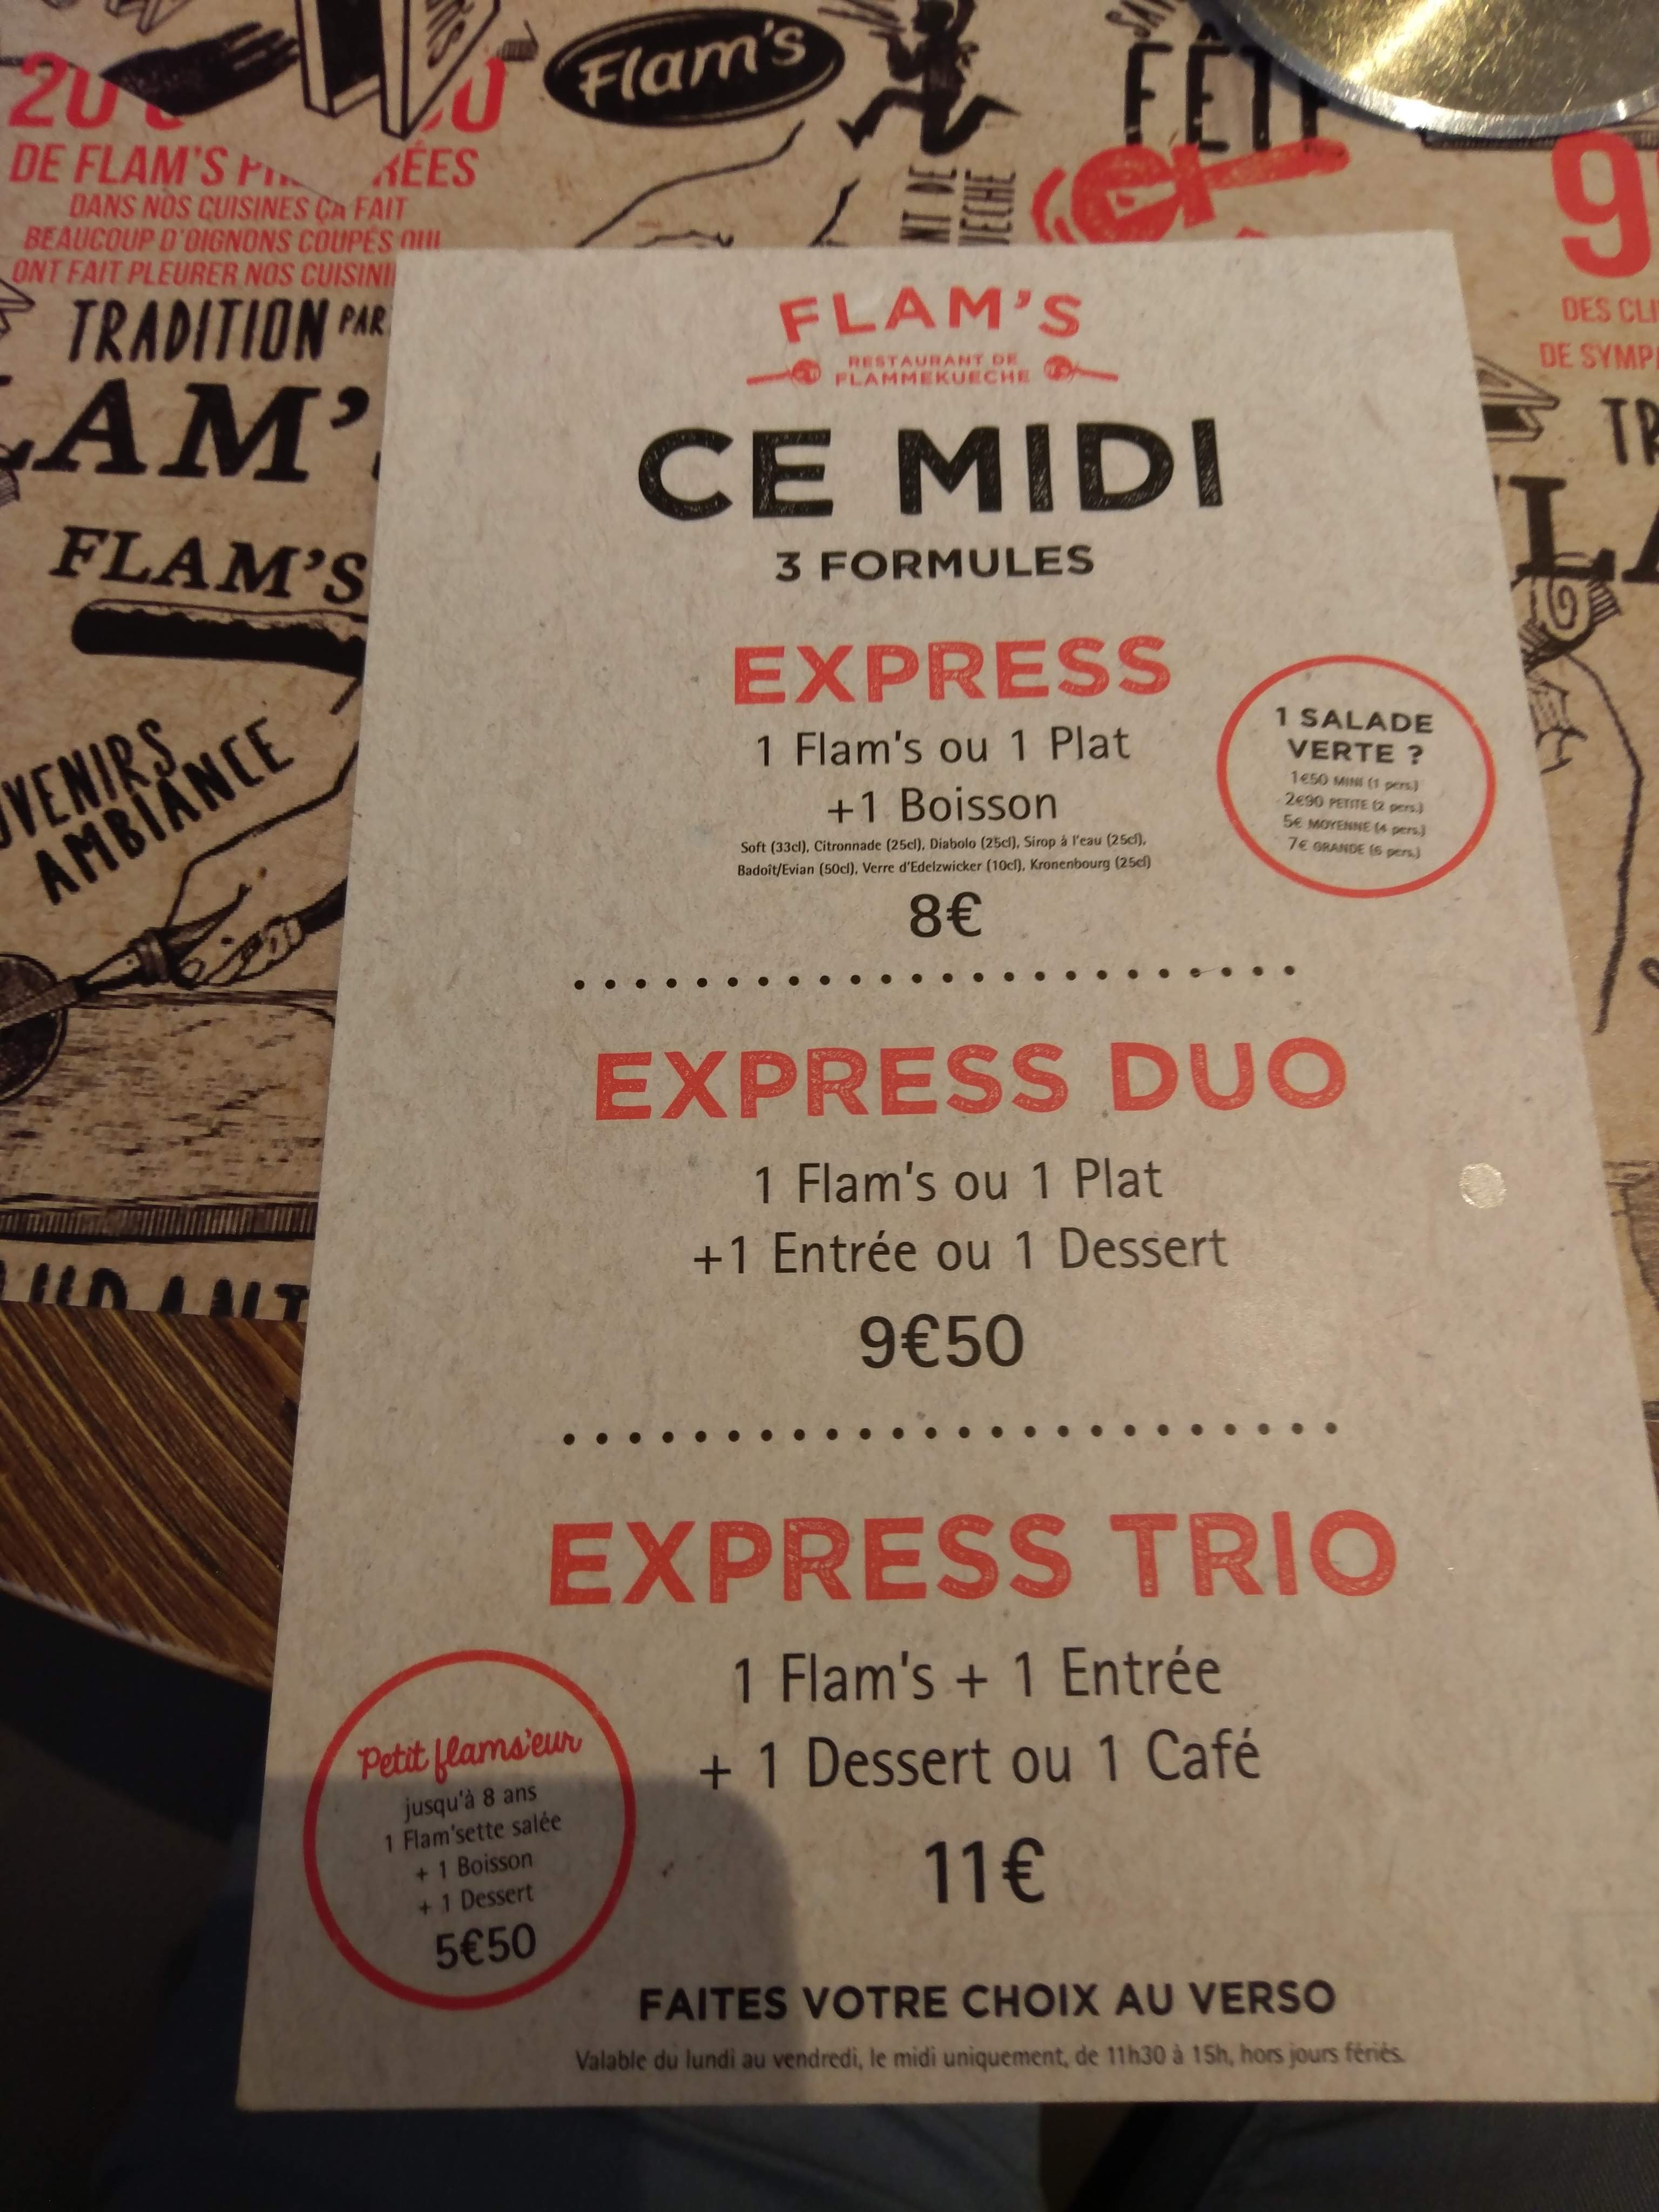 Flam's
FÊTE
DE FLAM'S
DANS NOS CUISINES ÇA FAIT
BEAUCOUP D'OIGNONS COUPÉS QUI
ONT FAIT PLEURER NOS
TRADITION PAR
FLAM'S
AMBIANCE
DES
DE
FLAM'S
RESTAURANT DE
FLAMMEKUECHE
CE MIDI
3 FORMULES
EXPRESS
1 Flam's ou 1 Plat
+1 Boisson
Soft (33cl), Citronnade (25cl), Diabolo (25cl), Sirop à l'eau (25cl),
Badoit/Evian (50cl), Verre d'Edelzwicker (10cl), Kronenbourg (25cl)
8€
1 SALADE
VERTE ?
1€50 MINI (1 pers.)
2€90 PETITE (2 pers.)
5€ MOYENNE (4 pers.)
7€ GRANDE (6 pers.)
EXPRESS DUO
1 Flam's ou 1 Plat
+1 Entrée ou 1 Dessert
9€50
EXPRESS TRIO
1 Flam's + 1 Entrée
+ 1 Dessert ou 1 Café
11€
Petit flams'eur
jusqu'à 8 ans
1 Flam'sette salée
+ 1 Boisson
+ 1 Dessert
5€50
FAITES VOTRE CHOIX AU VERSO
Valable du lundi au vendredi, le midi uniquement, de 11h30 à 15h, hors jours fériés.